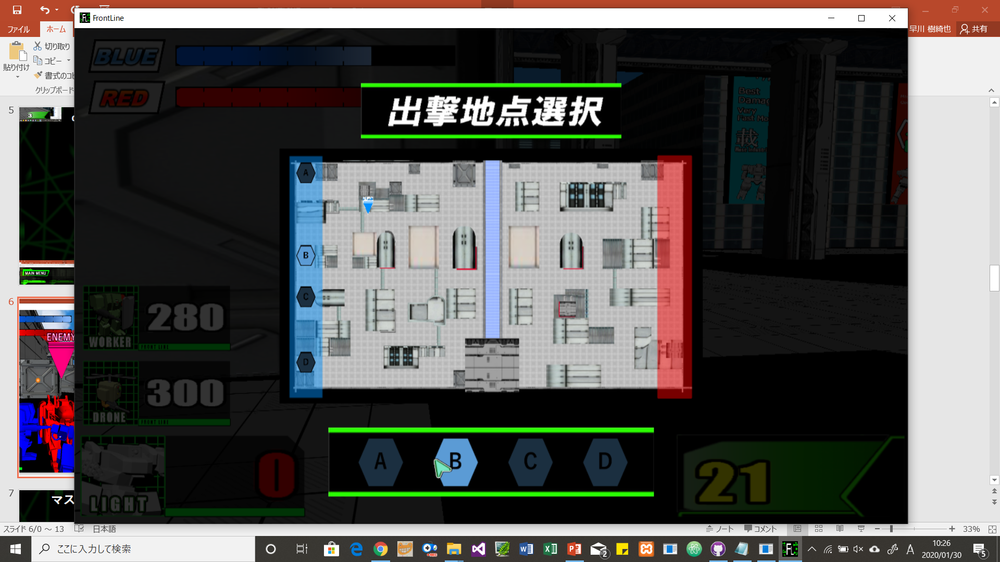 FrontLine
早川 樹綺也
共有
ファイル
ホーム
切り取り
貼り付け
コピー
書式のコピ
クリップボード
BLUE
RED
出撃地点選択
Best
Damag
Very
Fast Mo
載
5
3
MAIN MENU
6
ENEMY
7
マス
A
B
C
D
280
WORKER
FRONT LINE
300
DRONE
FRONT LINE
LIGHT
0
A
B
C
D
21
スライド 6/0 ～ 13
日本語
ノート
コメント
33%
ここに入力して検索
REC
2
FL
A
10:26
2020/01/30
5